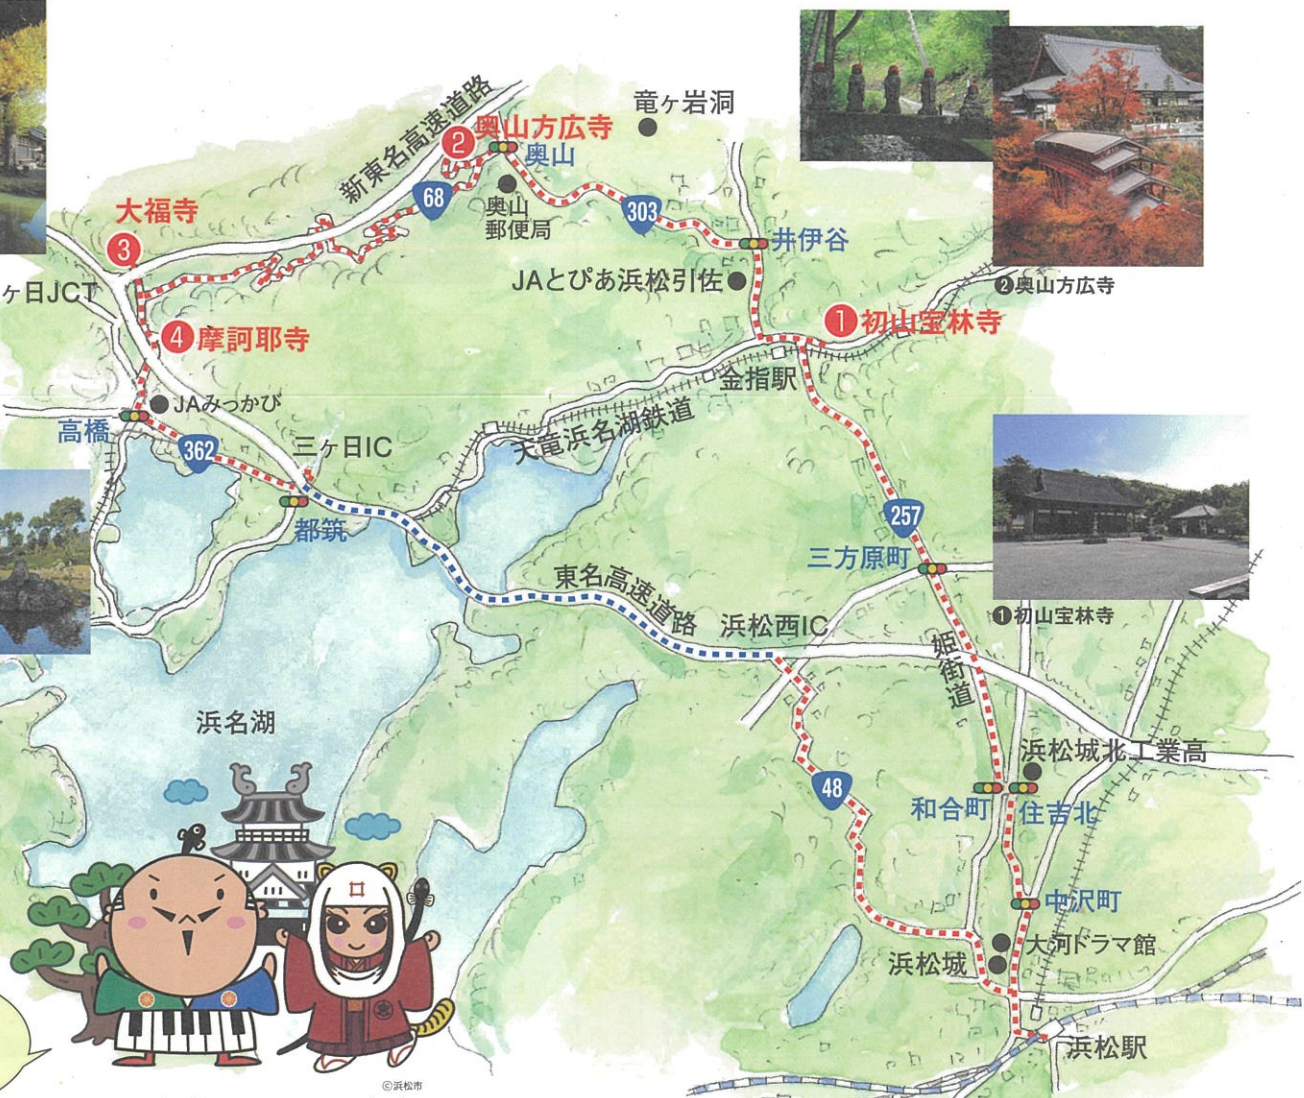 新東名高速道路
竜ヶ岩洞
2 奥山方広寺
奥山
68
奥山
郵便局
303
大福寺
3
井伊谷
❷奥山方広寺
ヶ日JCT
JAとぴあ浜松引佐
4 摩訶耶寺
1 初山宝林寺
金指駅
JAみっかび
高橋
天竜浜名湖鉄道
362
三ヶ日IC
都筑
257
三方原町
東名高速道路
浜松西IC
❶初山宝林寺
姫街道
浜名湖
浜松城北工業高
48
和合町
住吉北
中沢町
大河ドラマ館
浜松城
浜松駅
©浜松市